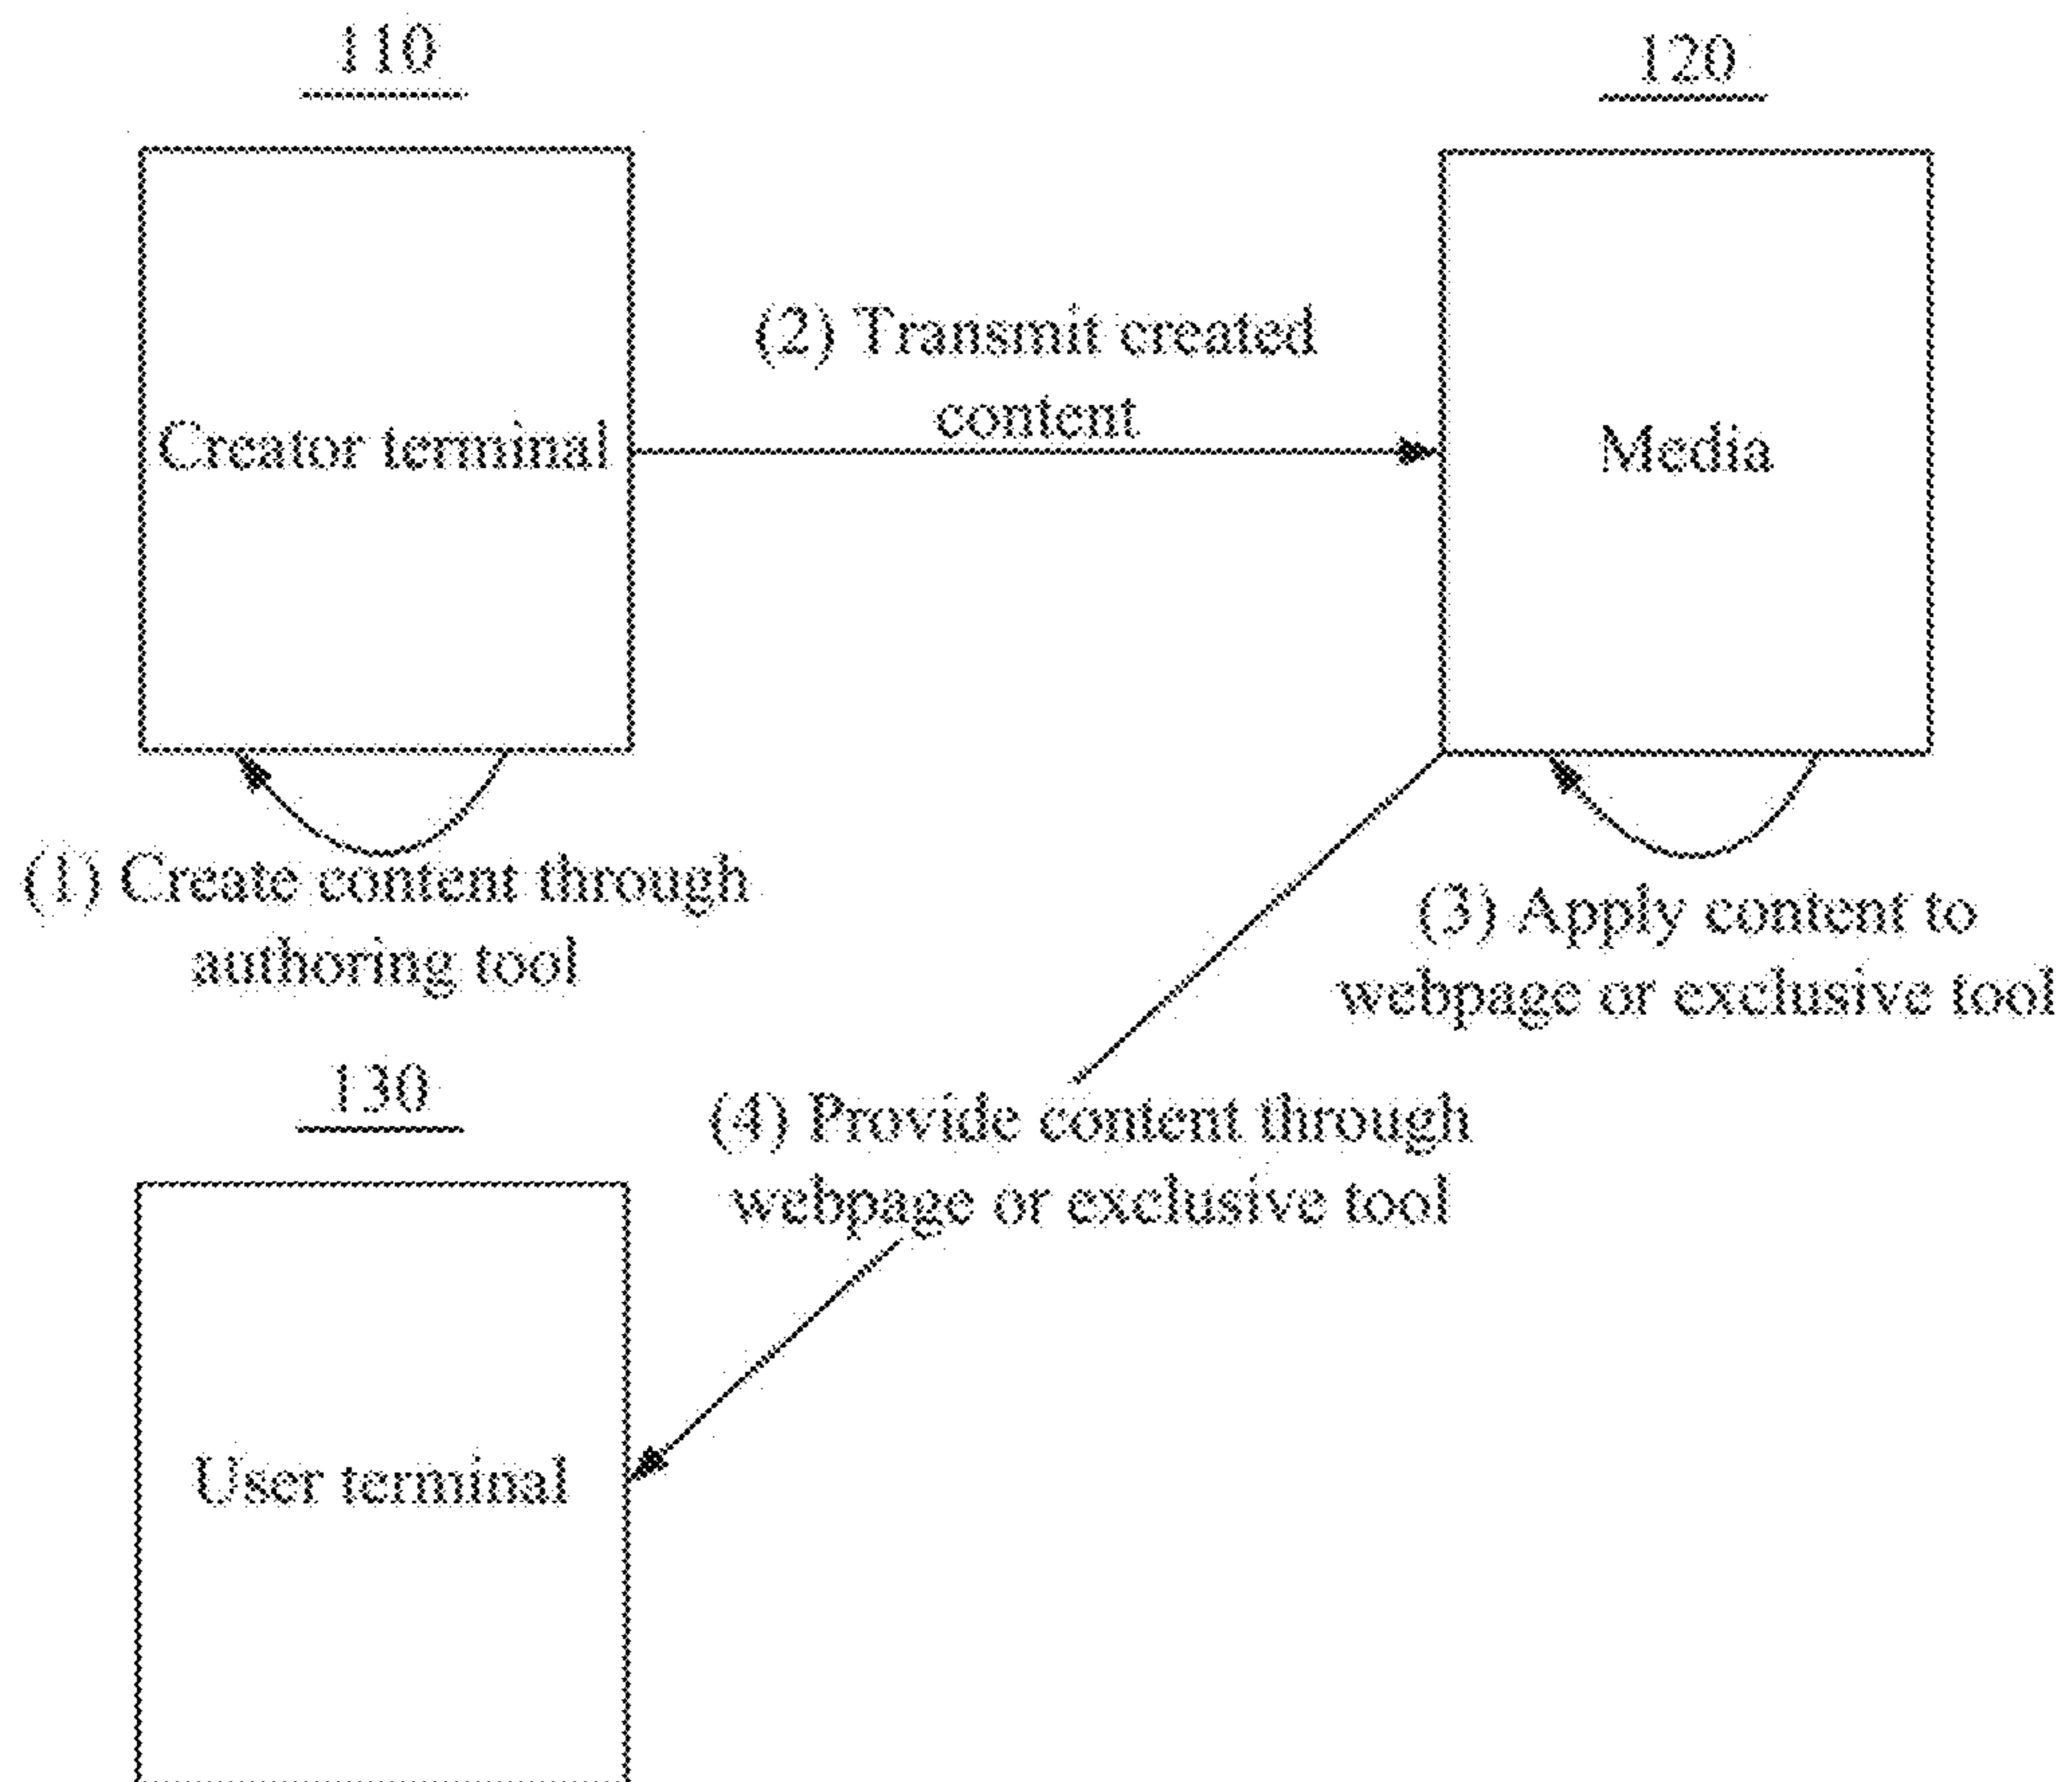 110
120
Creator terminal
(2) Transmit created
content
Media
(1) Create content through
authoring tool
(3) Apply content to
webpage or exclusive tool
130
(4) Provide content through
webpage or exclusive tool
User terminal